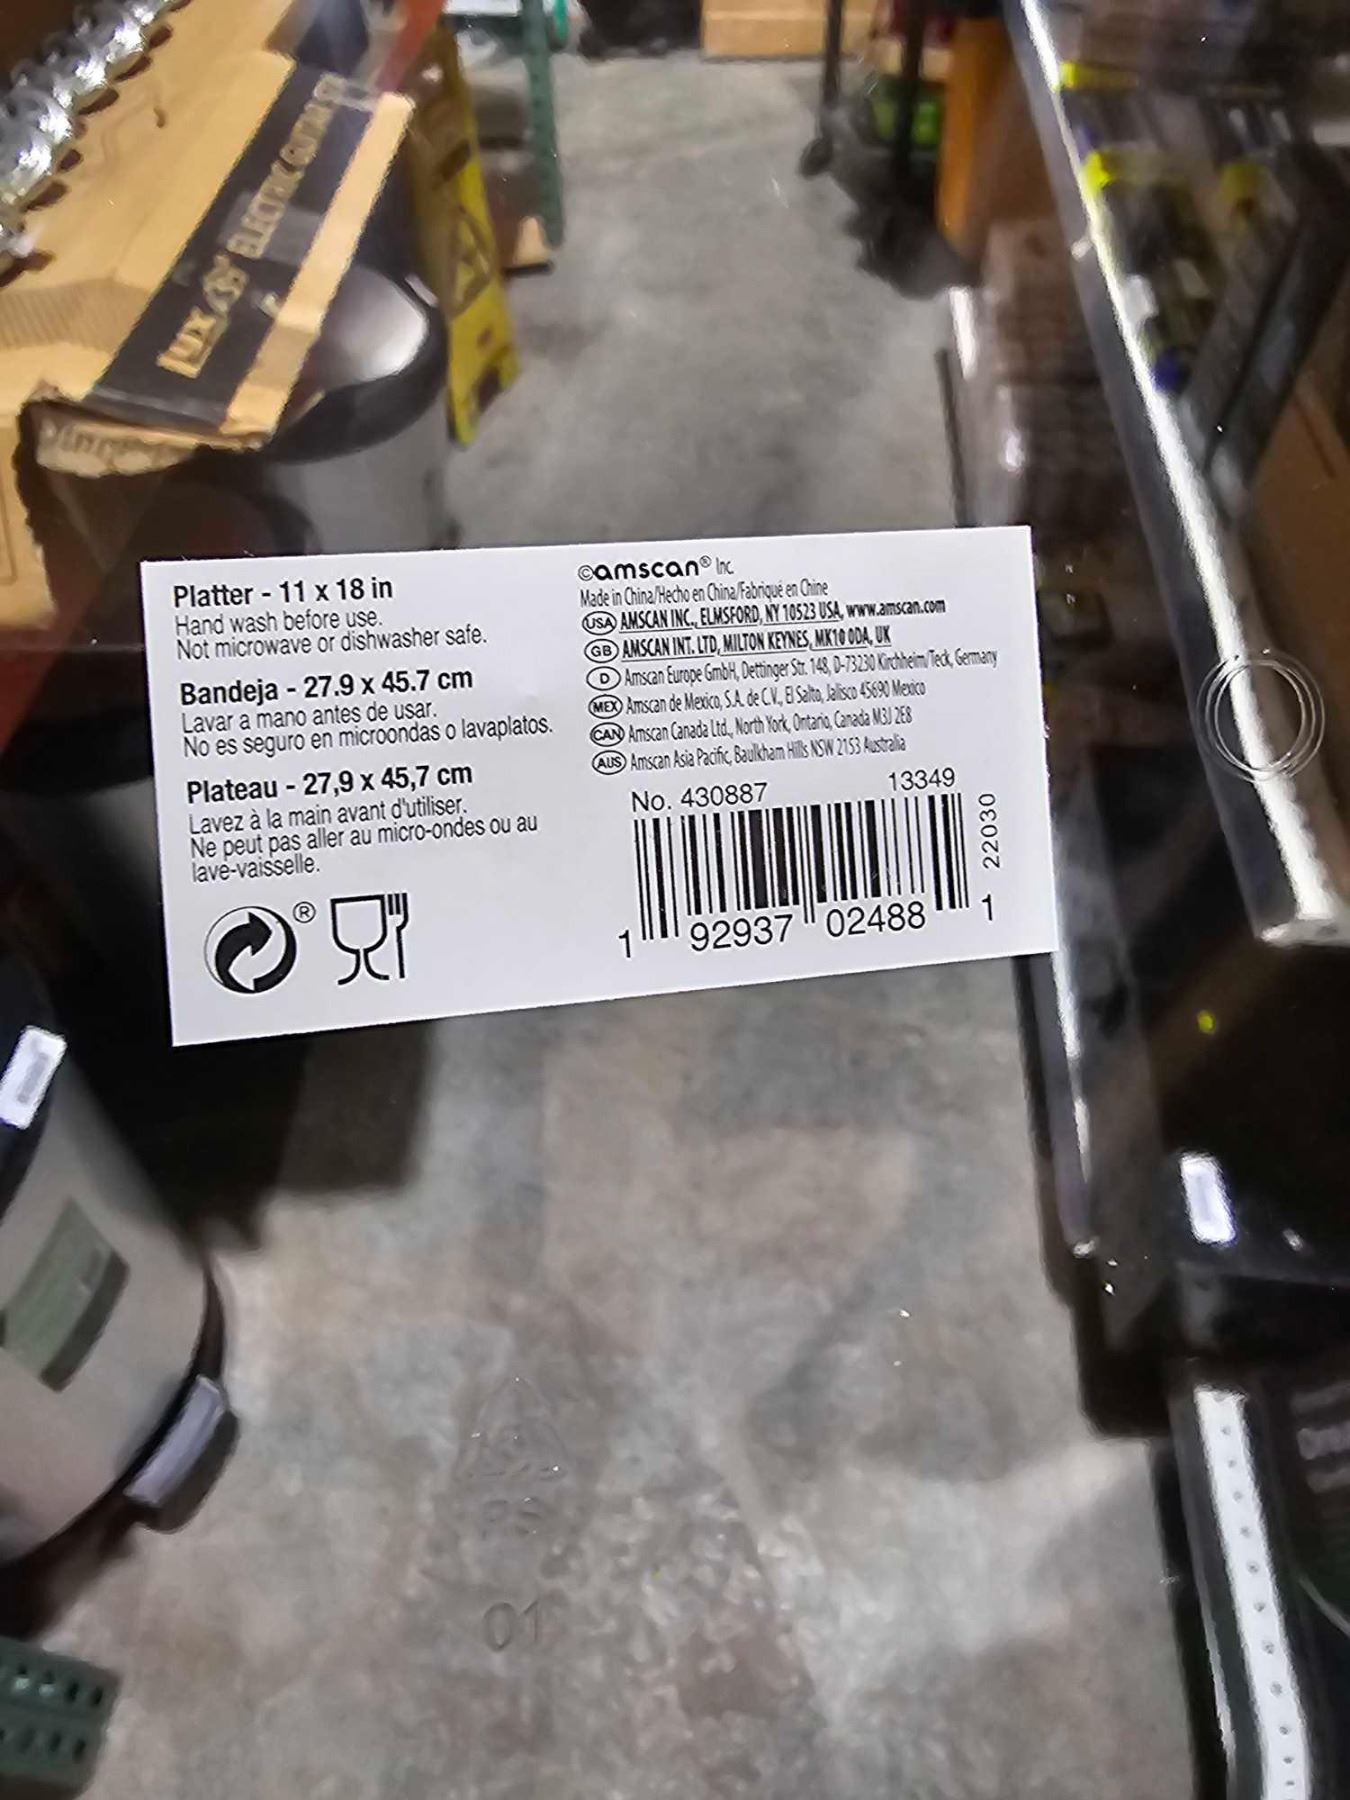 lux 39" ELECTRIC GUITAR
Platter - 11 x 18 in
Hand wash before use.
Not microwave or dishwasher safe.
Bandeja - 27.9 x 45.7 cm
Lavar a mano antes de usar.
No es seguro en microondas o lavaplatos.
Plateau - 27,9 x 45,7 cm
Lavez à la main avant d'utiliser.
Ne peut pas aller au micro-ondes ou au
lave-vaisselle.
®
©amscan® Inc.
Made in China/Hecho en China/Fabriqué en Chine
USA AMSCAN INC., ELMSFORD, NY 10523 USA, www.amscan.com
GB AMSCAN INT. LTD, MILTON KEYNES, MK10 0DA, UK
D Amscan Europe GmbH, Dettinger Str. 148, D-73230 Kirchheim/Teck, Germany
MEX Amscan de Mexico, S.A. de C.V., El Salto, Jalisco 45690 Mexico
CAN Amscan Canada Ltd., North York, Ontario, Canada M3J 2E8
AUS Amscan Asia Pacific, Baulkham Hills NSW 2153 Australia
No. 430887 13349
22030
1 92937 02488 1
PS
01